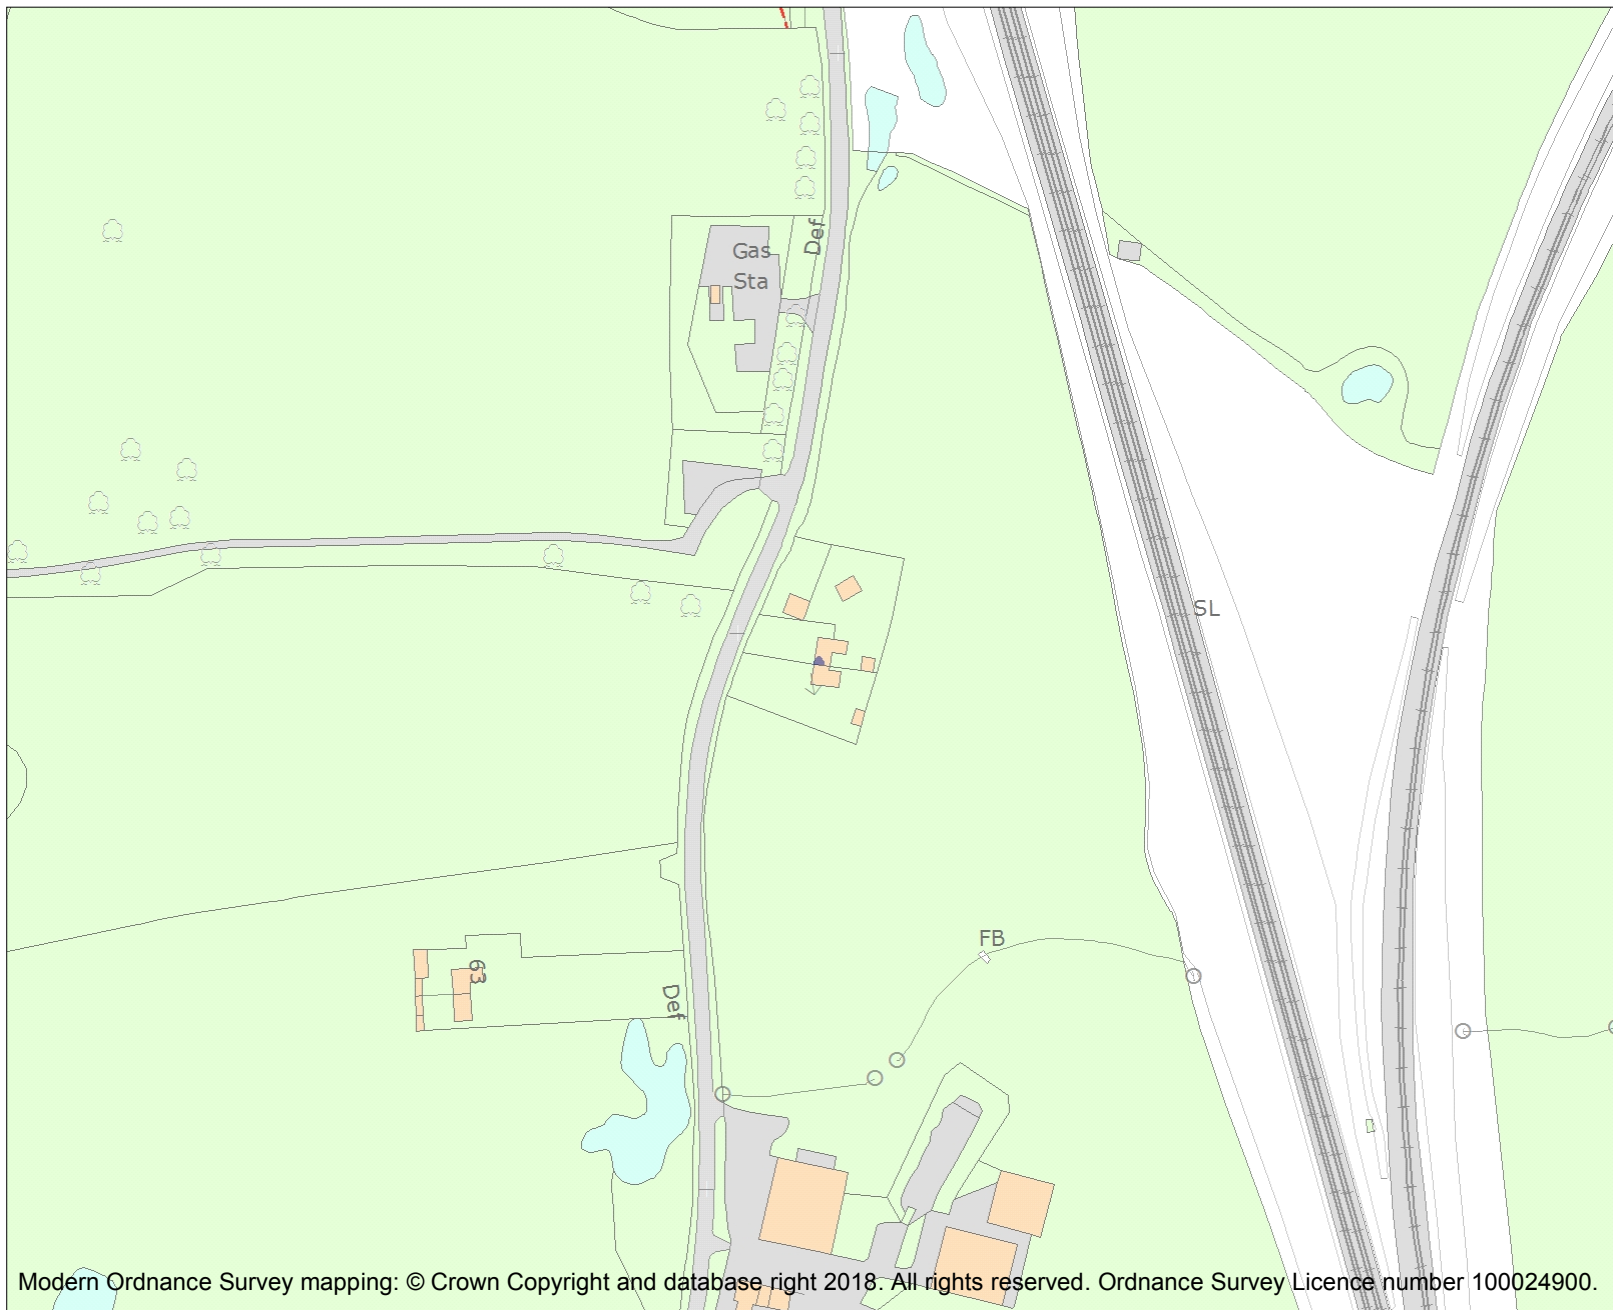 Def
Gas
Sta
SL
FB
63
Def
Modern Ordnance Survey mapping: © Crown Copyright and database right 2018. All rights reserved. Ordnance Survey Licence number 100024900.